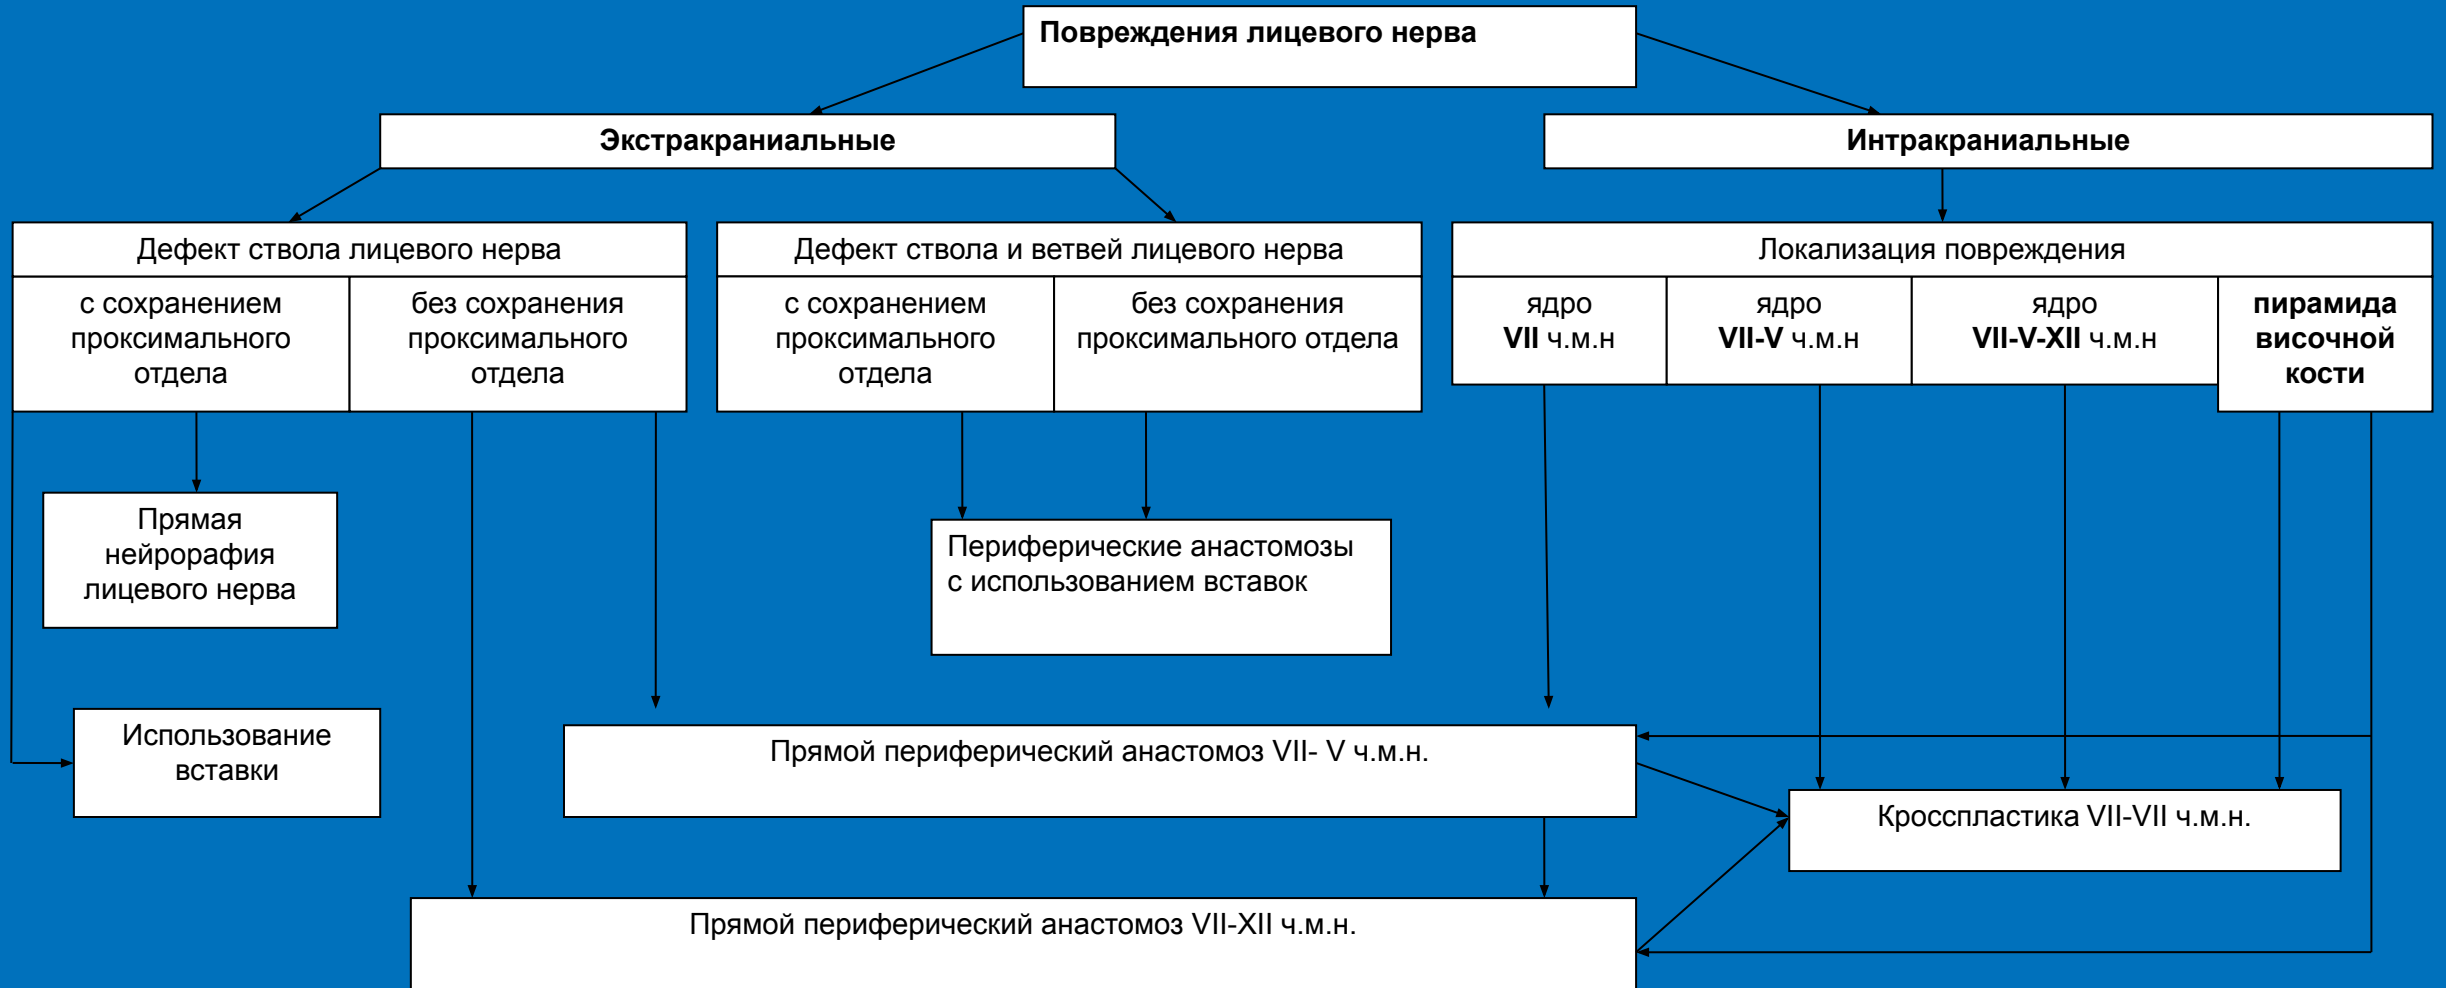 Повреждения лицевого нерва
Экстракраниальные
Интракраниальные
Дефект ствола лицевого нерва
Дефект ствола и ветвей лицевого нерва
Локализация повреждения
с сохранением
проксимального
отдела
без сохранения
проксимального
отдела
с сохранением
проксимального
отдела
без сохранения
проксимального отдела
ядро
VII ч.м.н
ядро
VII-V ч.м.н
ядро
VII-V-XII ч.м.н
пирамида
височной
кости
Прямая
нейрорафия
лицевого нерва
Периферические анастомозы
с использованием вставок
Использование
вставки
Прямой периферический анастомоз VII- V ч.м.н.
Кросспластика VII-VII ч.м.н.
Прямой периферический анастомоз VII-XII ч.м.н.